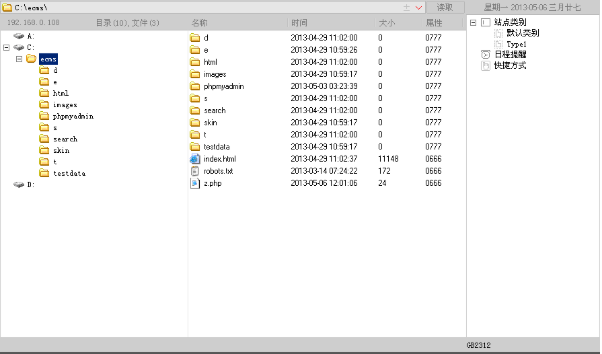 C:\ecms\ 读取 星期一 2013-05-06 三月廿七
192.168.0.108 目录(10), 文件(3) 名称 时间 大小 属性
A:
C:
ecms
d
e
html
images
phpmyadmin
s
search
skin
t
testdata
D:
d 2013-04-29 11:02:00 0 0777
e 2013-04-29 10:59:26 0 0777
html 2013-04-29 11:02:00 0 0777
images 2013-04-29 10:59:17 0 0777
phpmyadmin 2013-05-03 03:23:39 0 0777
s 2013-04-29 11:02:00 0 0777
search 2013-04-29 11:02:00 0 0777
skin 2013-04-29 10:59:17 0 0777
t 2013-04-29 11:02:00 0 0777
testdata 2013-04-29 10:59:17 0 0777
index.html 2013-04-29 11:02:37 11148 0666
robots.txt 2013-03-14 07:24:22 172 0666
z.php 2013-05-06 12:01:06 24 0666
站点类别
默认类别
Type1
日程提醒
快捷方式
GB2312